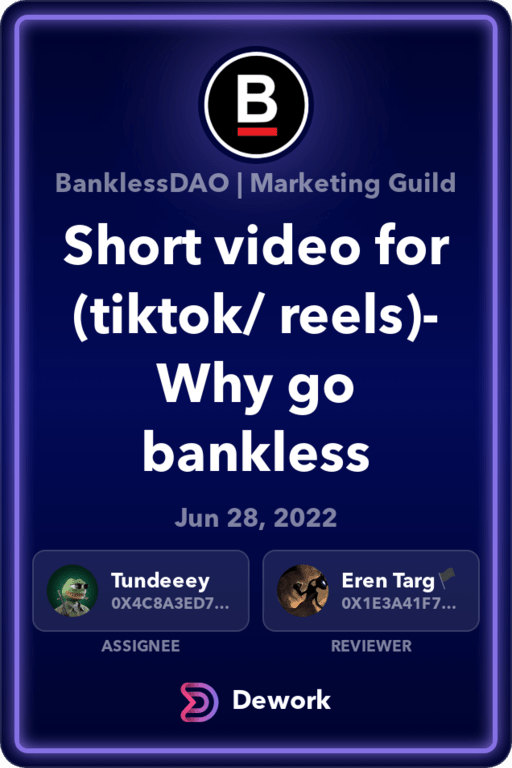 B
BanklessDAO | Marketing Guild
Short video for
(tiktok/ reels)-
Why go
bankless
Jun 28, 2022
Tundeeey
0X4C8A3ED7...
ASSIGNEE
Eren Targ
0X1E3A41F7...
REVIEWER
Dework